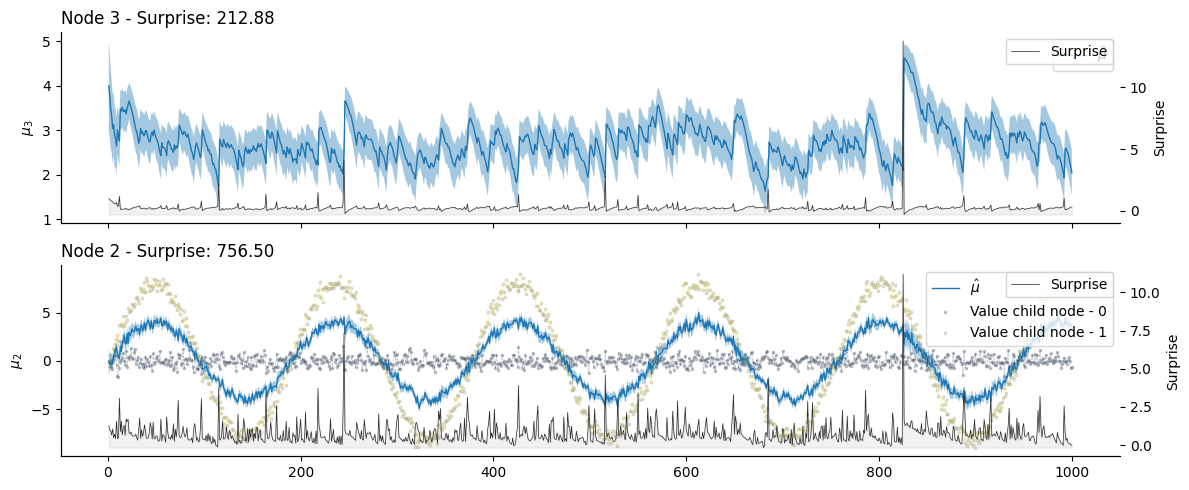 Node 3 - Surprise: 212.88
5
4
3
2
1
μ3
Surprise
10
5
0
Surprise
Node 2 - Surprise: 756.50
5
0
−5
μ2
μ̂
Value child node - 0
Value child node - 1
Surprise
10.0
7.5
5.0
2.5
0.0
Surprise
0
200
400
600
800
1000